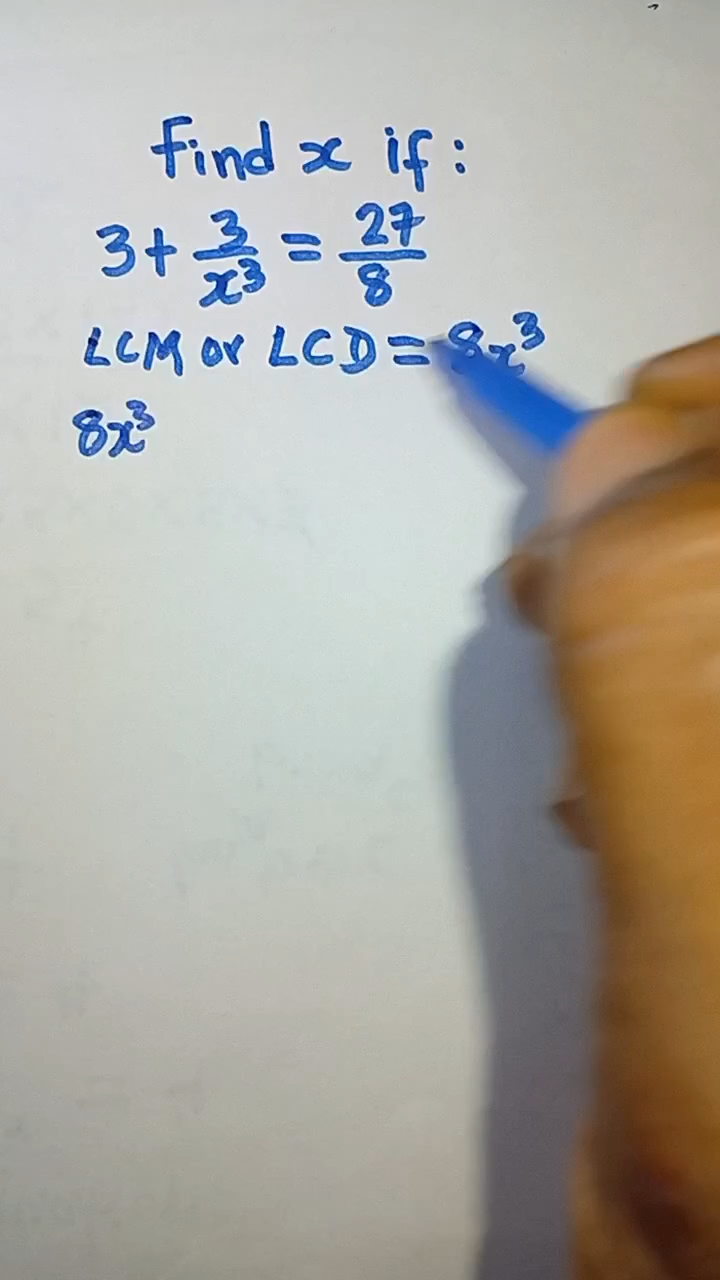 Find x if:
3 + 3/x³ = 27/8
LCM or LCD = 8x³
8x³